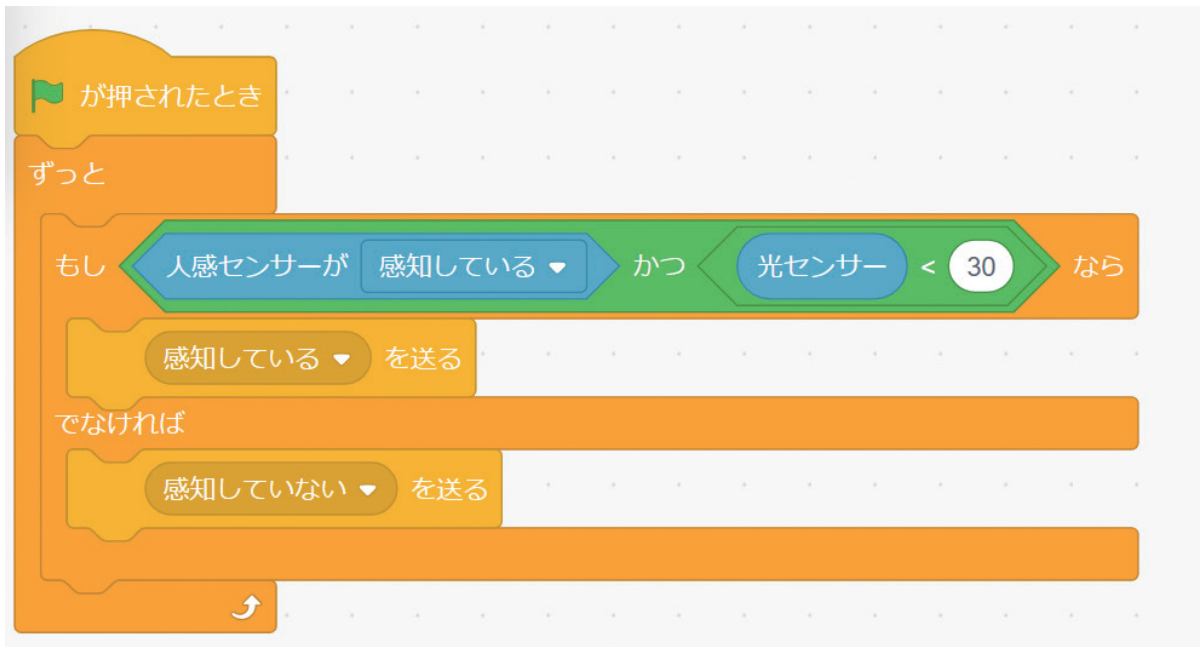 が押されたとき
ずっと
もし 人感センサーが 感知している かつ 光センサー < 30 なら
感知している を送る
でなければ
感知していない を送る